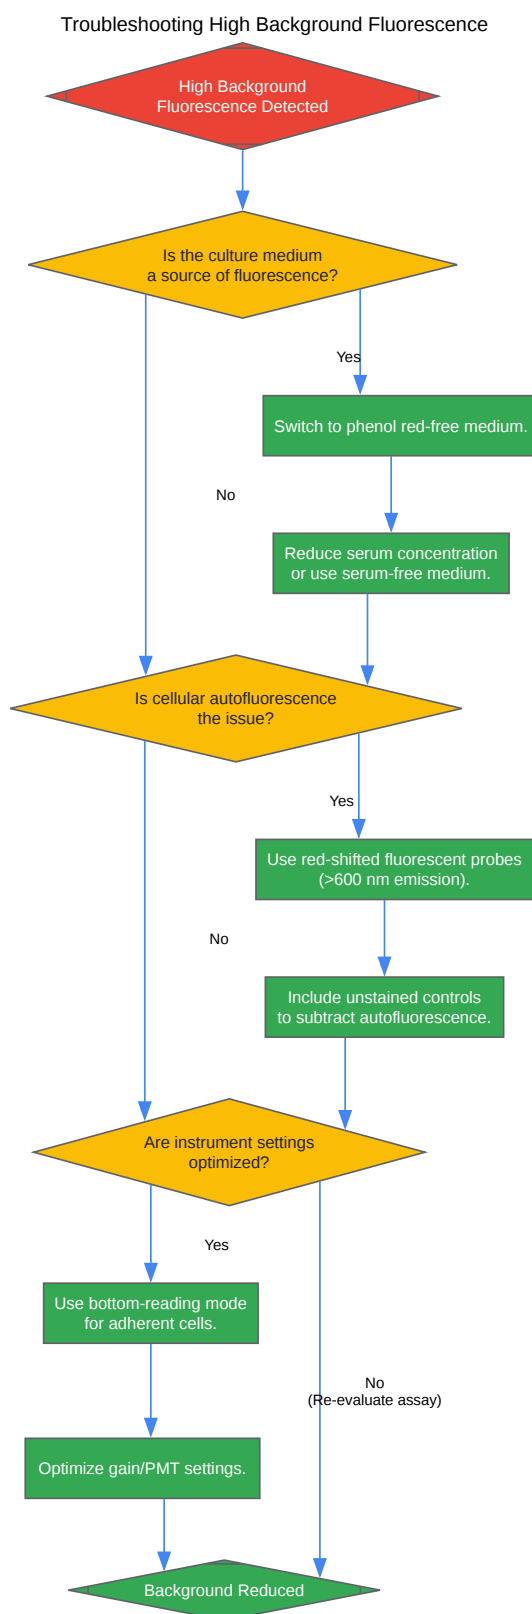 Troubleshooting High Background Fluorescence
High Background
Fluorescence Detected
Is the culture medium
a source of fluorescence?
Yes
Switch to phenol red-free medium.
No
Reduce serum concentration
or use serum-free medium.
Is cellular autofluorescence
the issue?
Yes
Use red-shifted fluorescent probes
(>600 nm emission).
No
Include unstained controls
to subtract autofluorescence.
Are instrument settings
optimized?
Yes
Use bottom-reading mode
for adherent cells.
No
(Re-evaluate assay)
Optimize gain/PMT settings.
Background Reduced